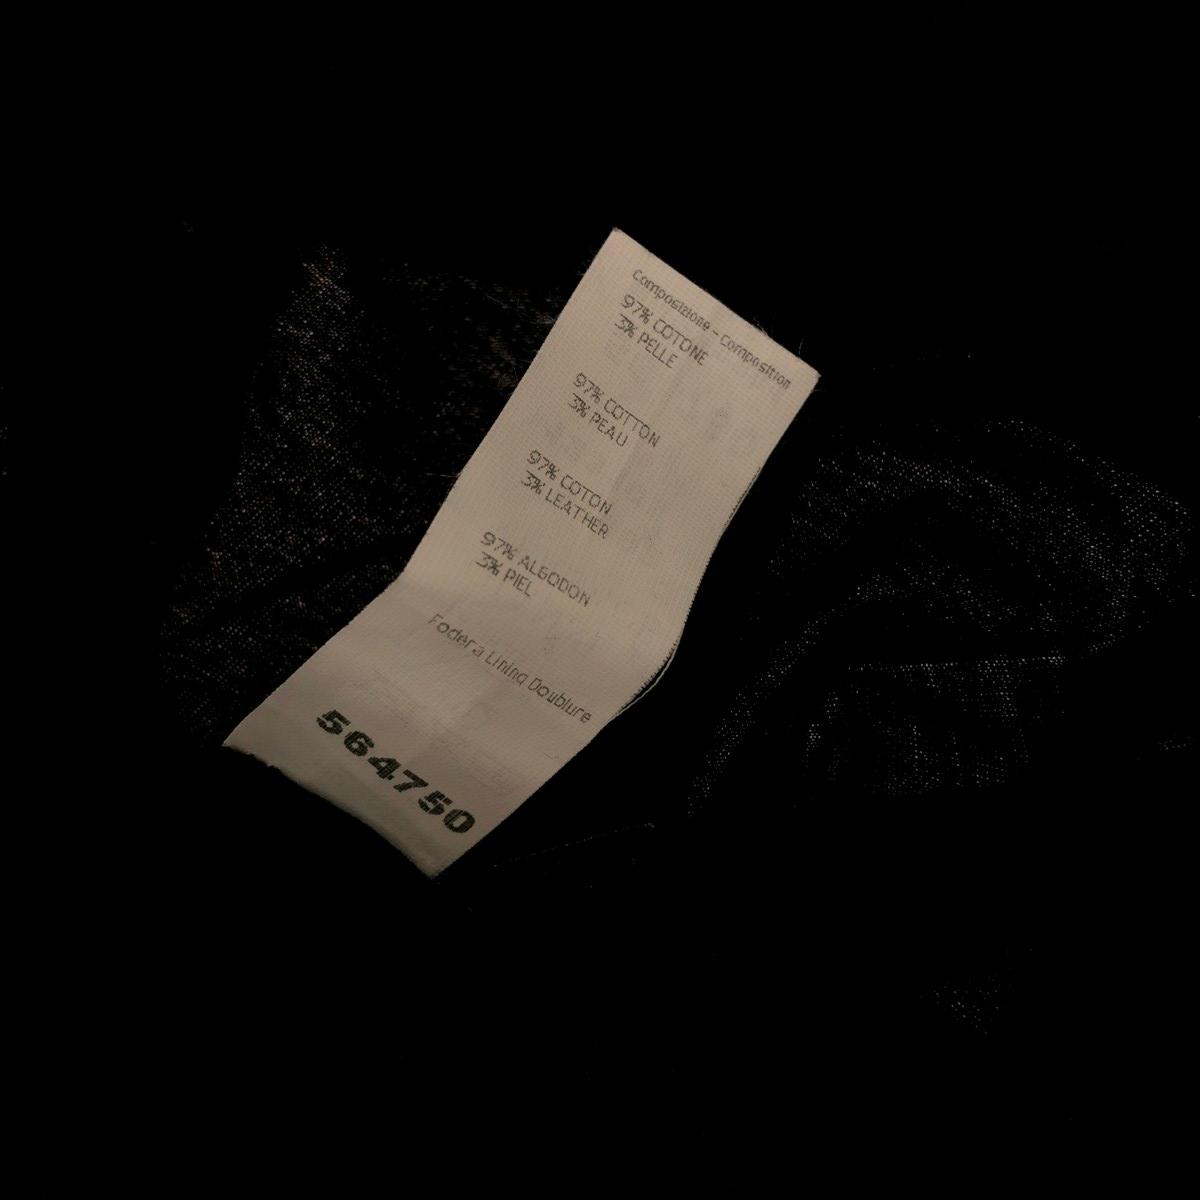 Composizione - Composition
97% COTONE
3% PELLE
97% COTTON
3% PEAU
97% COTON
3% LEATHER
97% ALGODON
3% PIEL
Fodera Lining Doublure
564750